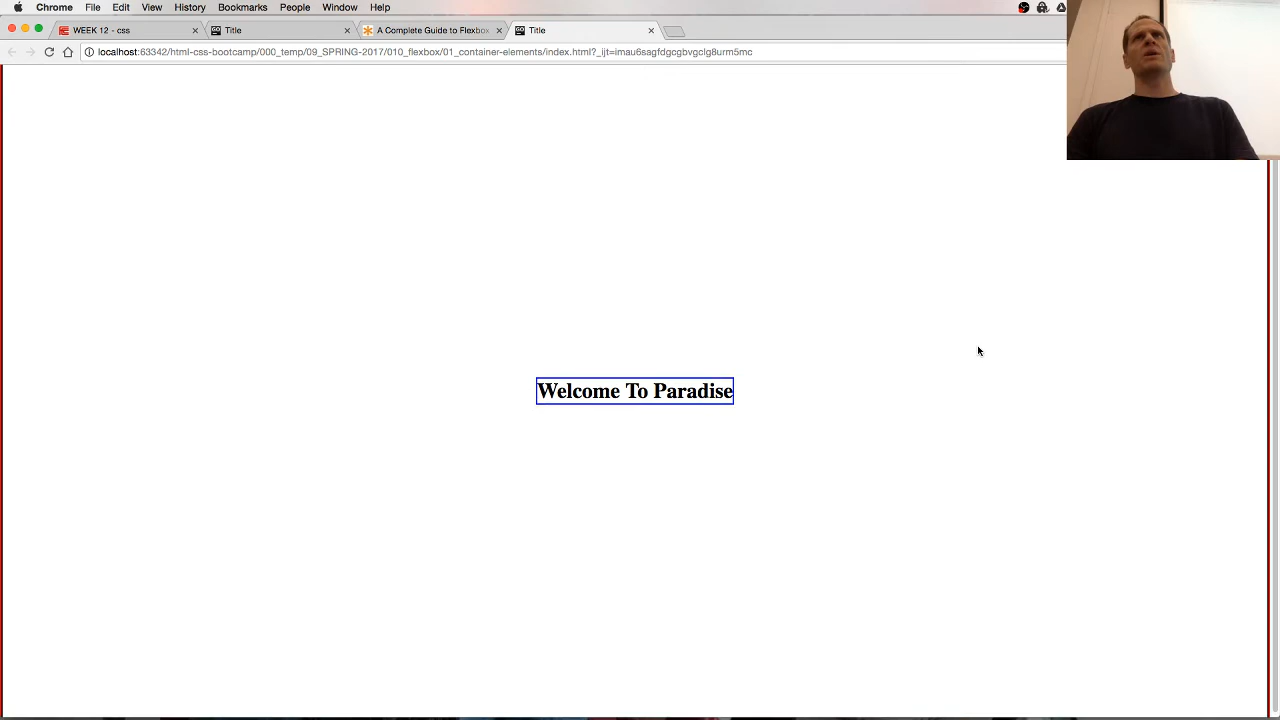 Chrome File Edit View History Bookmarks People Window Help
WEEK 12 - css
Title
A Complete Guide to Flexbox
Title
localhost:63342/html-css-bootcamp/000_temp/09_SPRING-2017/010_flexbox/01_container-elements/index.html?_ijt=imau6sagfdgcgbvgclg8urm5mc
Welcome To Paradise